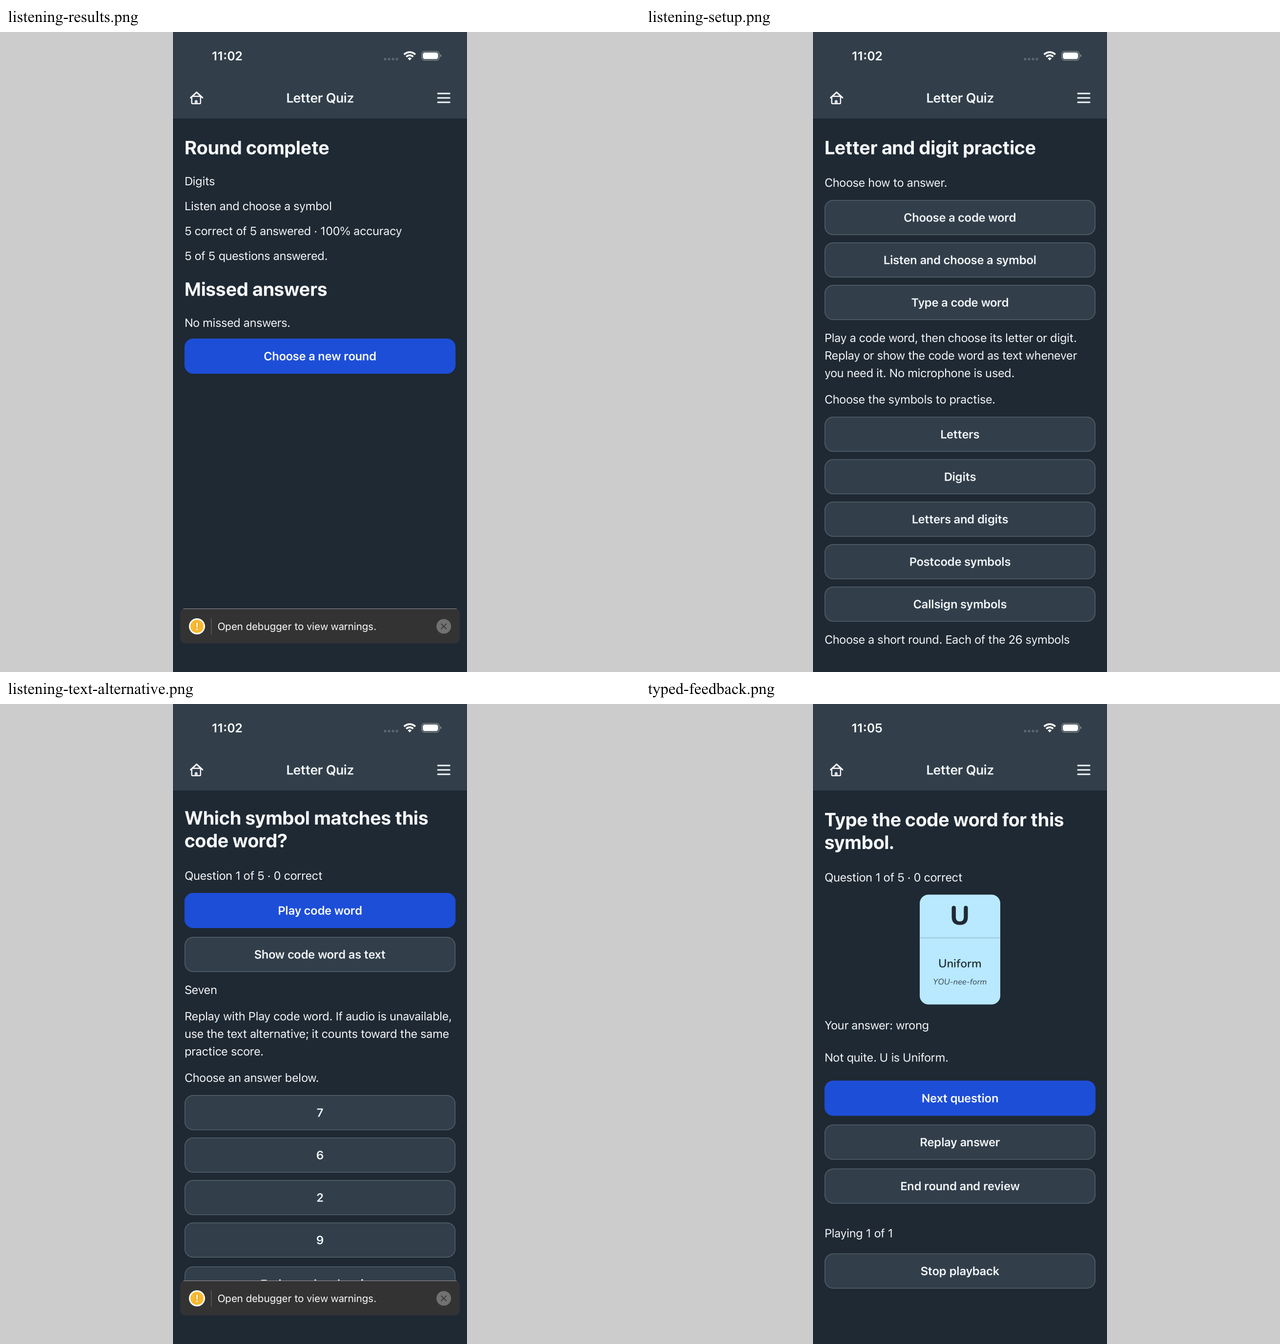 listening-results.png
11:02
Letter Quiz
Round complete
Digits
Listen and choose a symbol
5 correct of 5 answered · 100% accuracy
5 of 5 questions answered.
Missed answers
No missed answers.
Choose a new round
Open debugger to view warnings.
listening-setup.png
11:02
Letter Quiz
Letter and digit practice
Choose how to answer.
Choose a code word
Listen and choose a symbol
Type a code word
Play a code word, then choose its letter or digit.
Replay or show the code word as text whenever
you need it. No microphone is used.
Choose the symbols to practise.
Letters
Digits
Letters and digits
Postcode symbols
Callsign symbols
Choose a short round. Each of the 26 symbols
listening-text-alternative.png
11:02
Letter Quiz
Which symbol matches this
code word?
Question 1 of 5 · 0 correct
Play code word
Show code word as text
Seven
Replay with Play code word. If audio is unavailable,
use the text alternative; it counts toward the same
practice score.
Choose an answer below.
7
6
2
9
Open debugger to view warnings.
typed-feedback.png
11:05
Letter Quiz
Type the code word for this
symbol.
Question 1 of 5 · 0 correct
U
Uniform
YOU-nee-form
Your answer: wrong
Not quite. U is Uniform.
Next question
Replay answer
End round and review
Playing 1 of 1
Stop playback